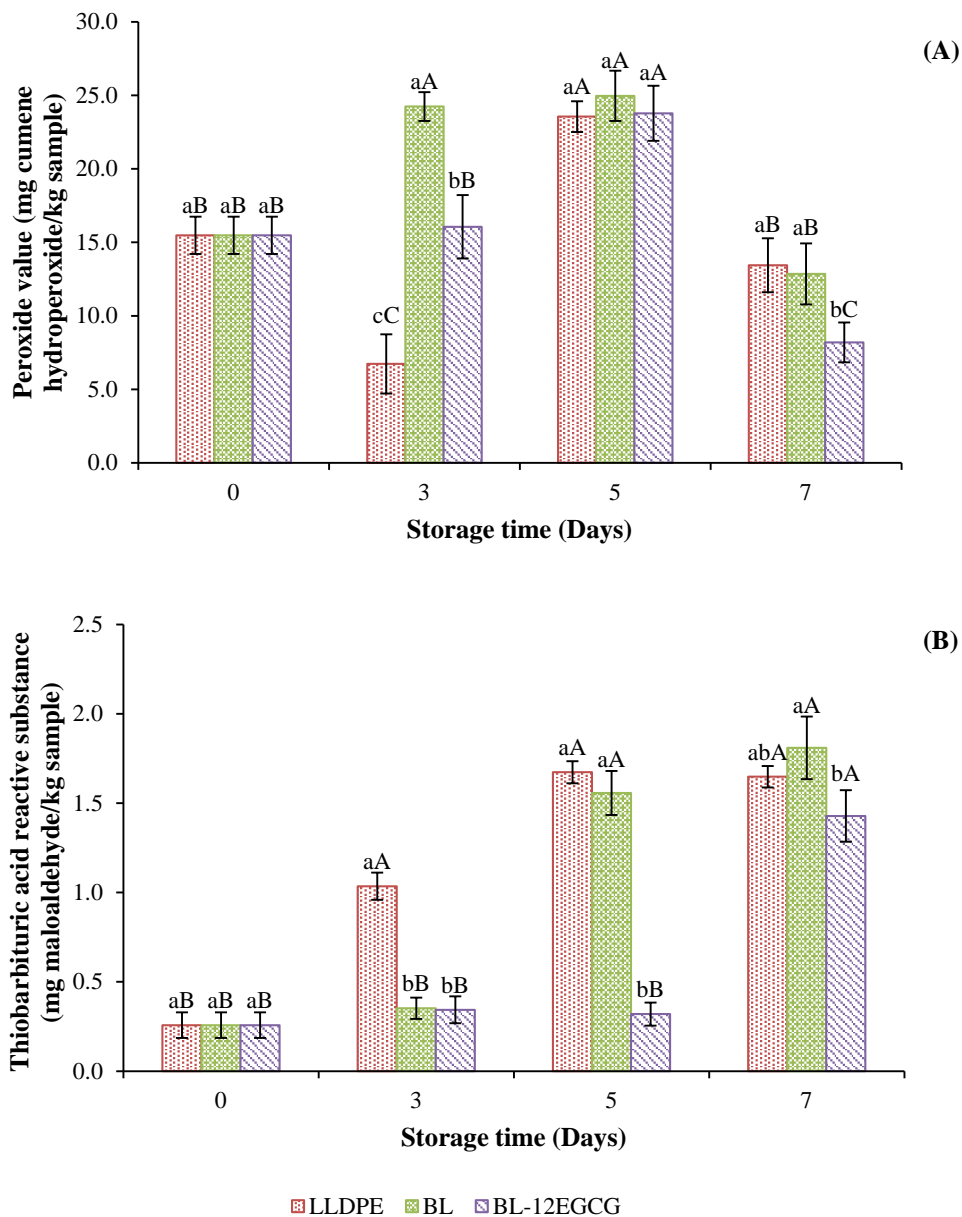 (A)
Peroxide value (mg cumene
hydroperoxide/kg sample)
30.0
25.0
20.0
15.0
10.0
5.0
0.0
aB aB aB
cC aA bB
aA aA aA
aB aB bC
0 3 5 7
Storage time (Days)
(B)
Thiobarbituric acid reactive substance
(mg maloaldehyde/kg sample)
2.5
2.0
1.5
1.0
0.5
0.0
aB aB aB
aA bB bB
aA aA bB
abA aA bA
0 3 5 7
Storage time (Days)
LLDPE BL BL-12EGCG